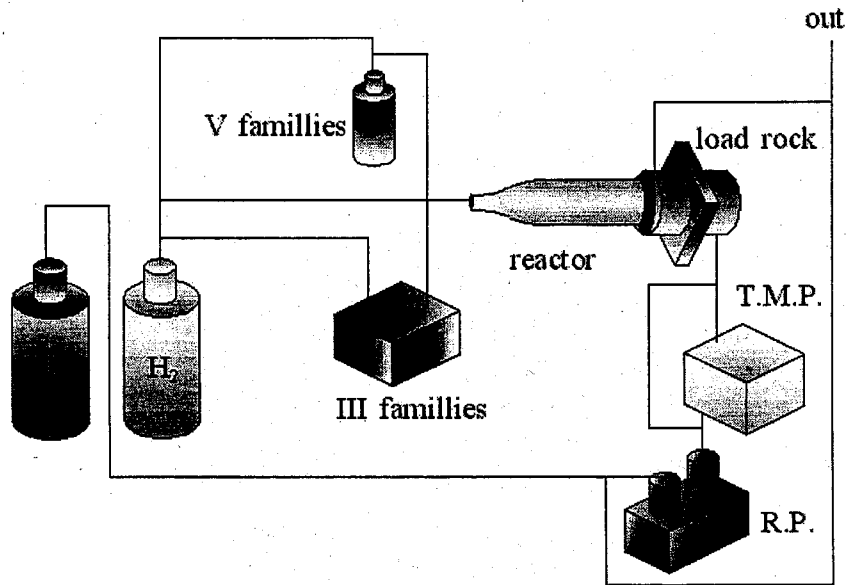 out
V famillies
load rock
reactor
T.M.P.
H₂
III famillies
R.P.